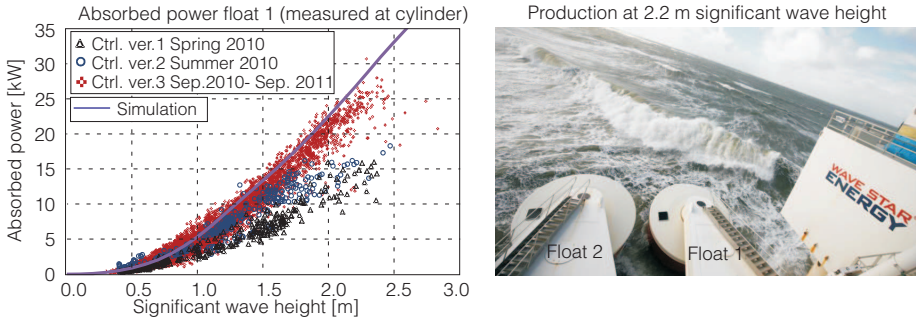 Absorbed power float 1 (measured at cylinder)
Absorbed power [kW]
35
30
25
20
15
10
5
0
Ctrl. ver.1 Spring 2010
Ctrl. ver.2 Summer 2010
Ctrl. ver.3 Sep.2010- Sep. 2011
Simulation
0.0 0.5 1.0 1.5 2.0 2.5 3.0
Significant wave height [m]
Production at 2.2 m significant wave height
WAVE STAR
ENERGY
Float 2
Float 1